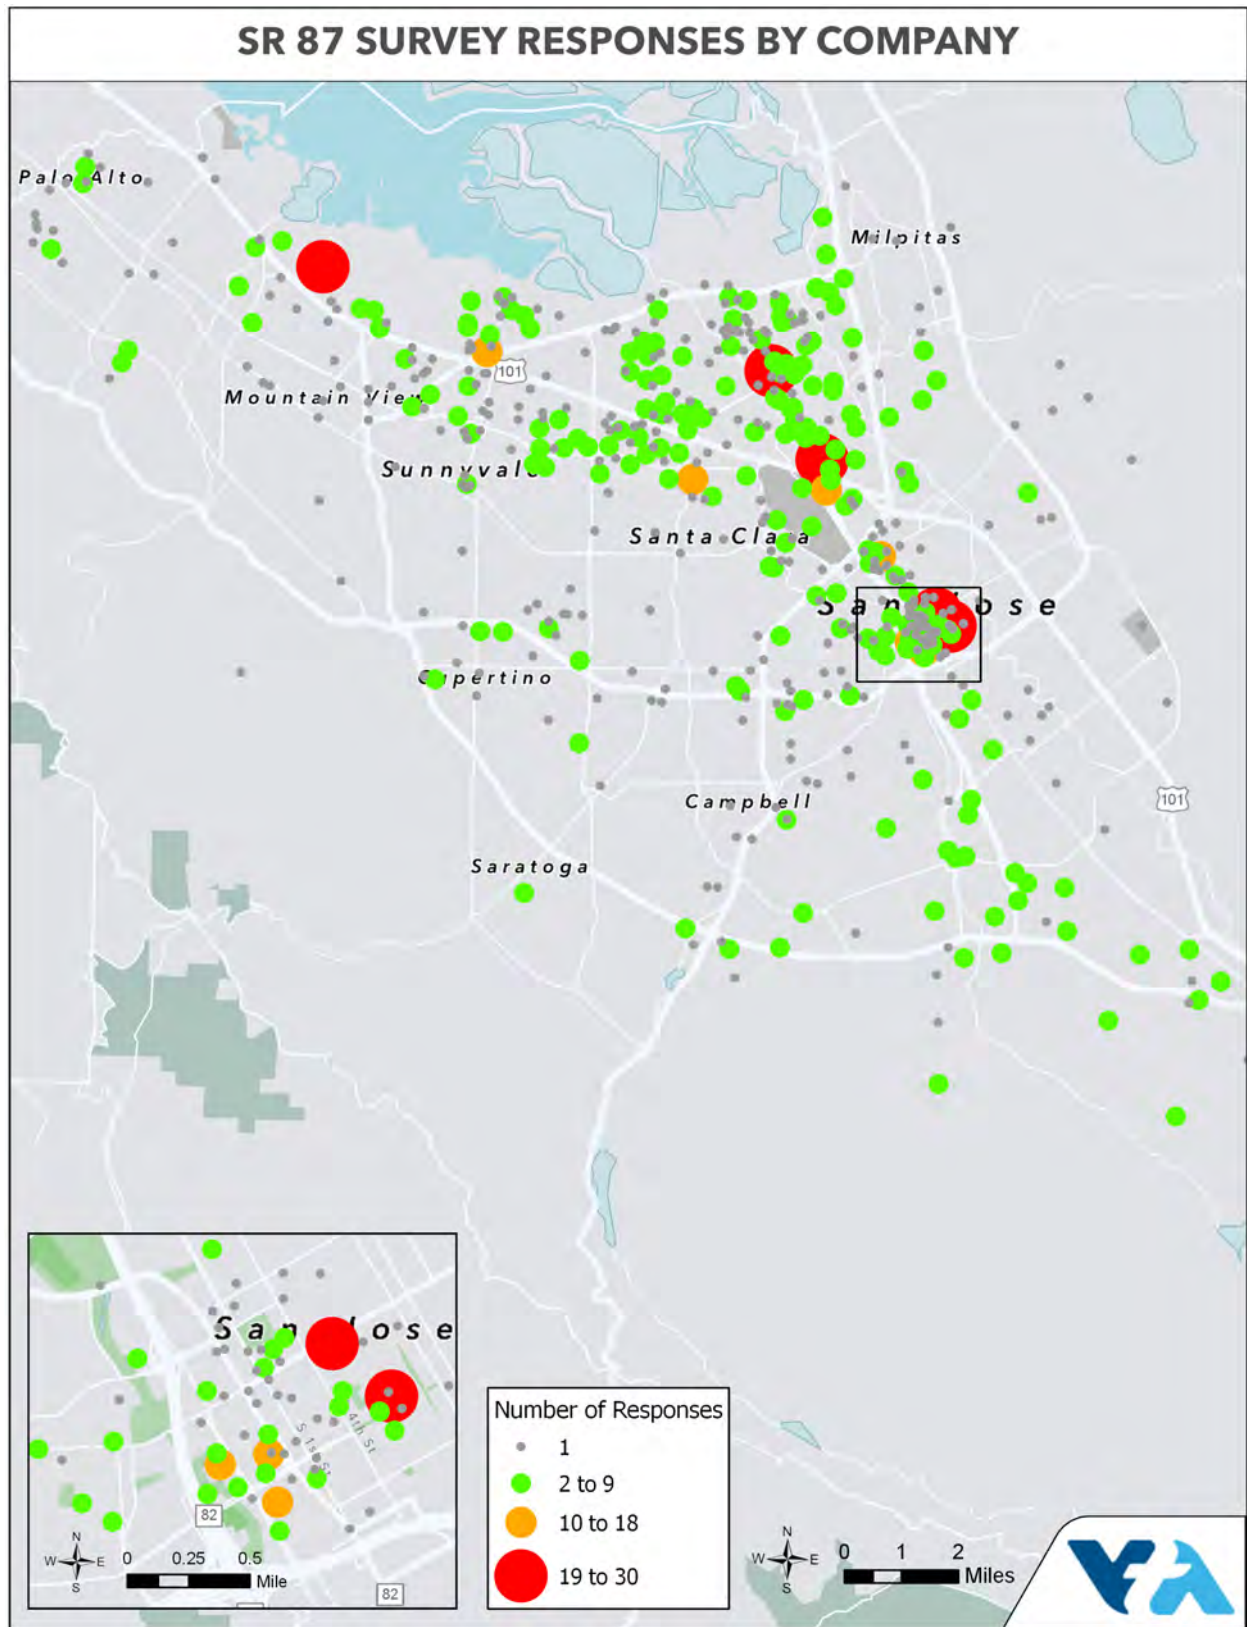 SR 87 SURVEY RESPONSES BY COMPANY
Palo Alto
Milpitas
101
Mountain View
Sunnyvale
Santa Clara
San Jose
Cupertino
101
Campbell
Saratoga
San Jose
4th St
S 1st St
82
N
W E
S
0 0.25 0.5
Mile
82
Number of Responses
1
2 to 9
10 to 18
19 to 30
N
W E
S
0 1 2
Miles
VTA